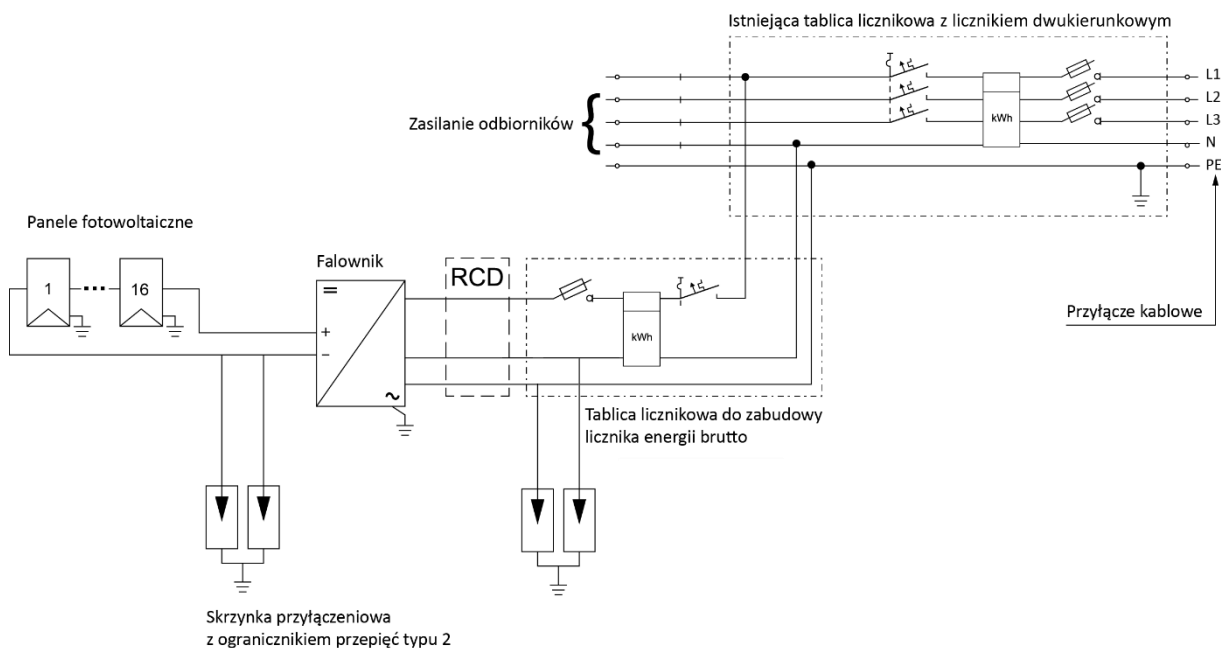 Istniejąca tablica licznikowa z licznikiem dwukierunkowym
L1
L2
L3
N
PE
kWh
Zasilanie odbiorników
Panele fotowoltaiczne
1
16
Falownik
RCD
kWh
Przyłącze kablowe
Tablica licznikowa do zabudowy
licznika energii brutto
Skrzynka przyłączeniowa
z ogranicznikiem przepięć typu 2